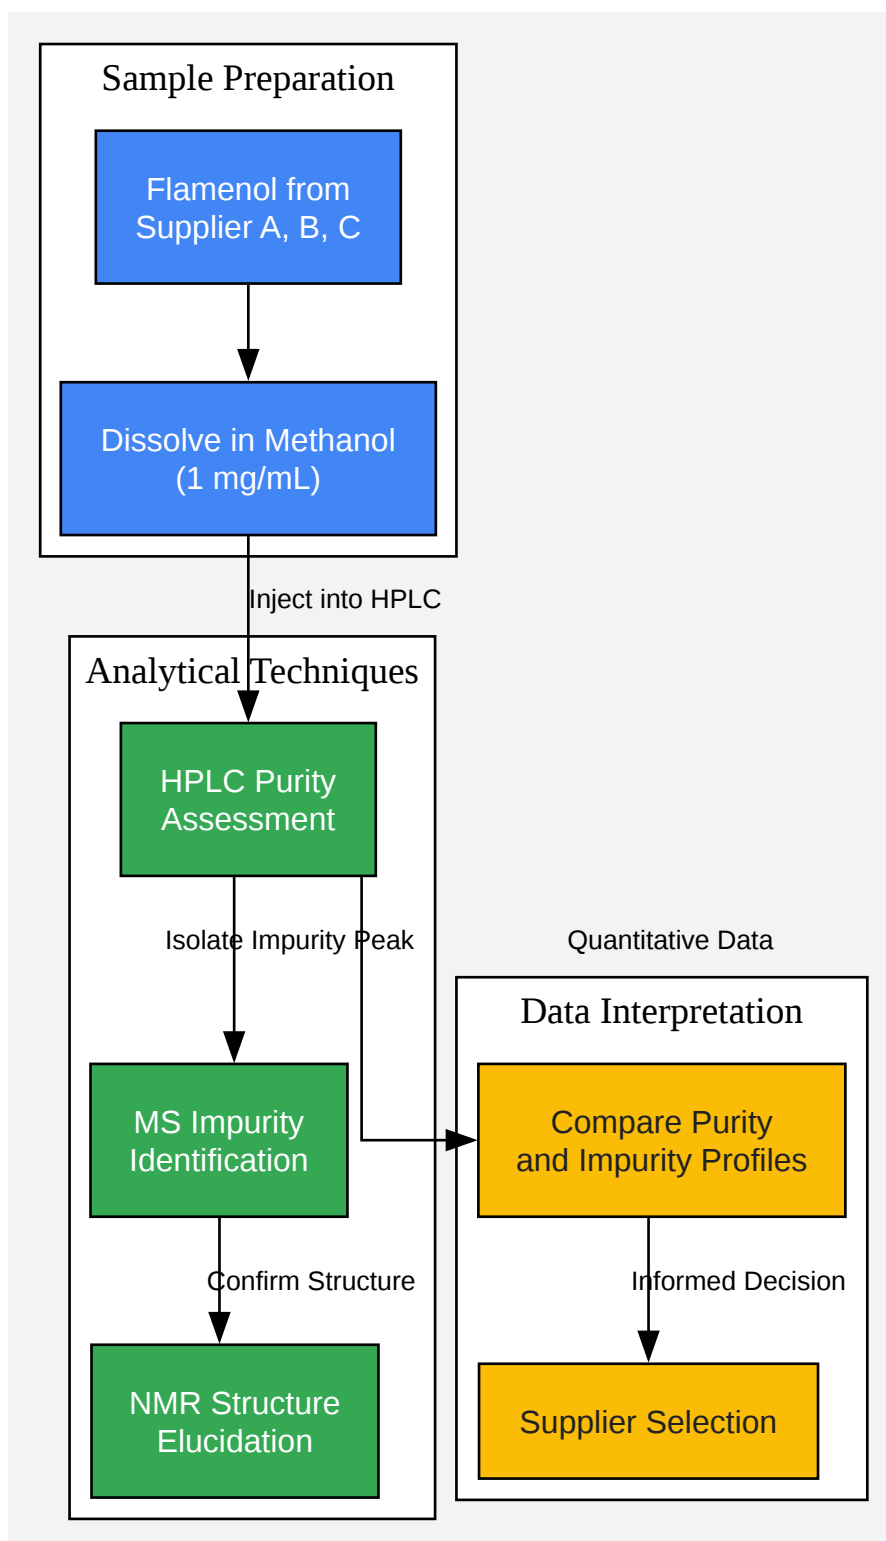 Sample Preparation
Flamenol from
Supplier A, B, C
Dissolve in Methanol
(1 mg/mL)
Inject into HPLC
Analytical Techniques
HPLC Purity
Assessment
Isolate Impurity Peak
Quantitative Data
Data Interpretation
MS Impurity
Identification
Compare Purity
and Impurity Profiles
Confirm Structure
Informed Decision
NMR Structure
Elucidation
Supplier Selection